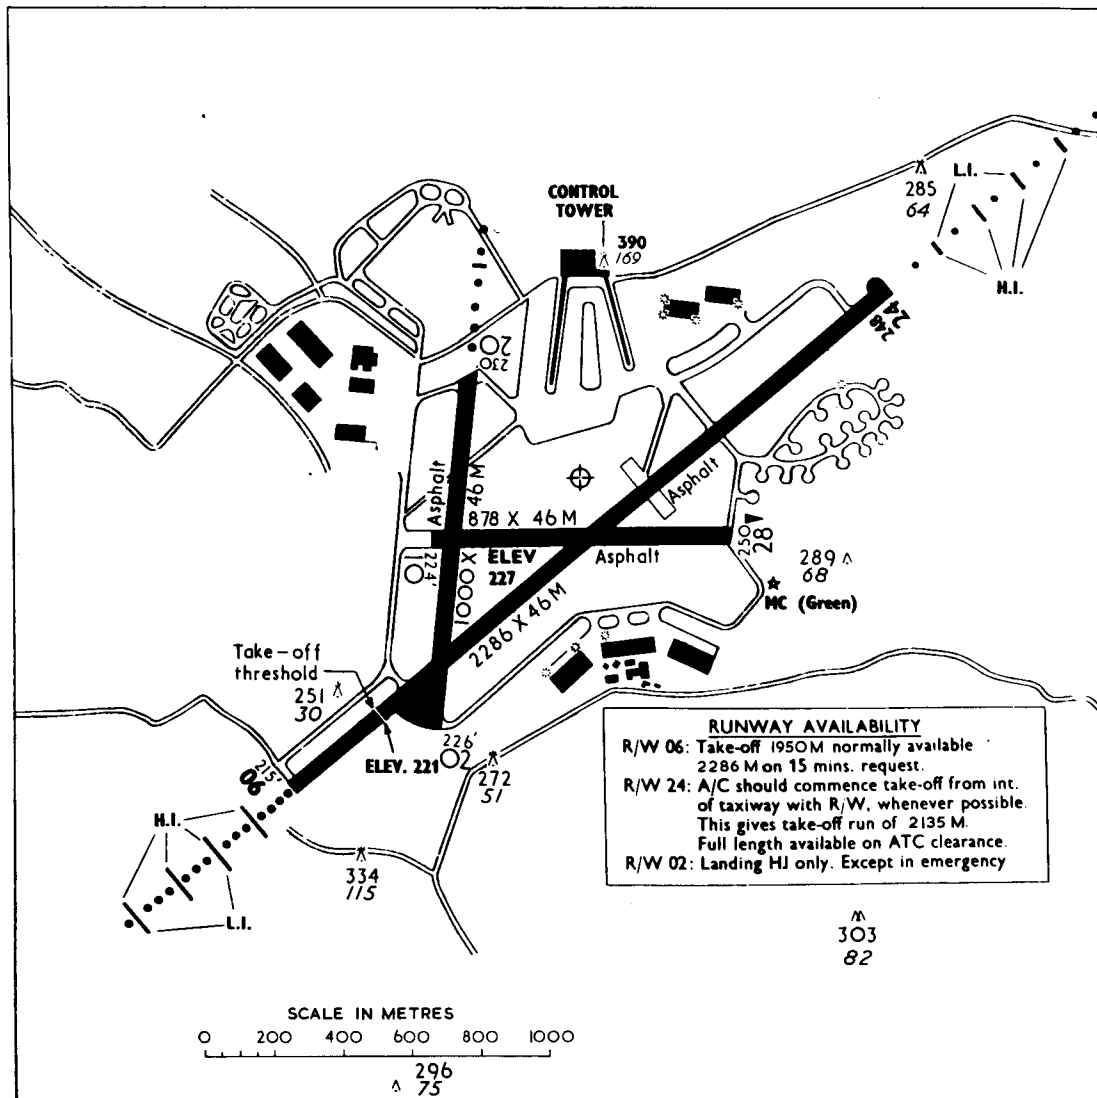 CONTROL
TOWER
390
169
L.I.
285
64
H.I.
24
248
20
230
Asphalt
46 M
1000 X
878 X 46 M
Asphalt
Asphalt
28
250
10
224'
ELEV
227
289
68
MC (Green)
2286 X 46 M
Take-off
threshold
251
30
ELEV. 221
226'
02
272
51
06
215'
H.I.
L.I.
334
115
RUNWAY AVAILABILITY
R/W 06: Take-off 1950M normally available
2286 M on 15 mins. request.
R/W 24: A/C should commence take-off from int.
of taxiway with R/W, whenever possible.
This gives take-off run of 2135 M.
Full length available on ATC clearance.
R/W 02: Landing HJ only. Except in emergency
303
82
SCALE IN METRES
0 200 400 600 800 1000
296
75